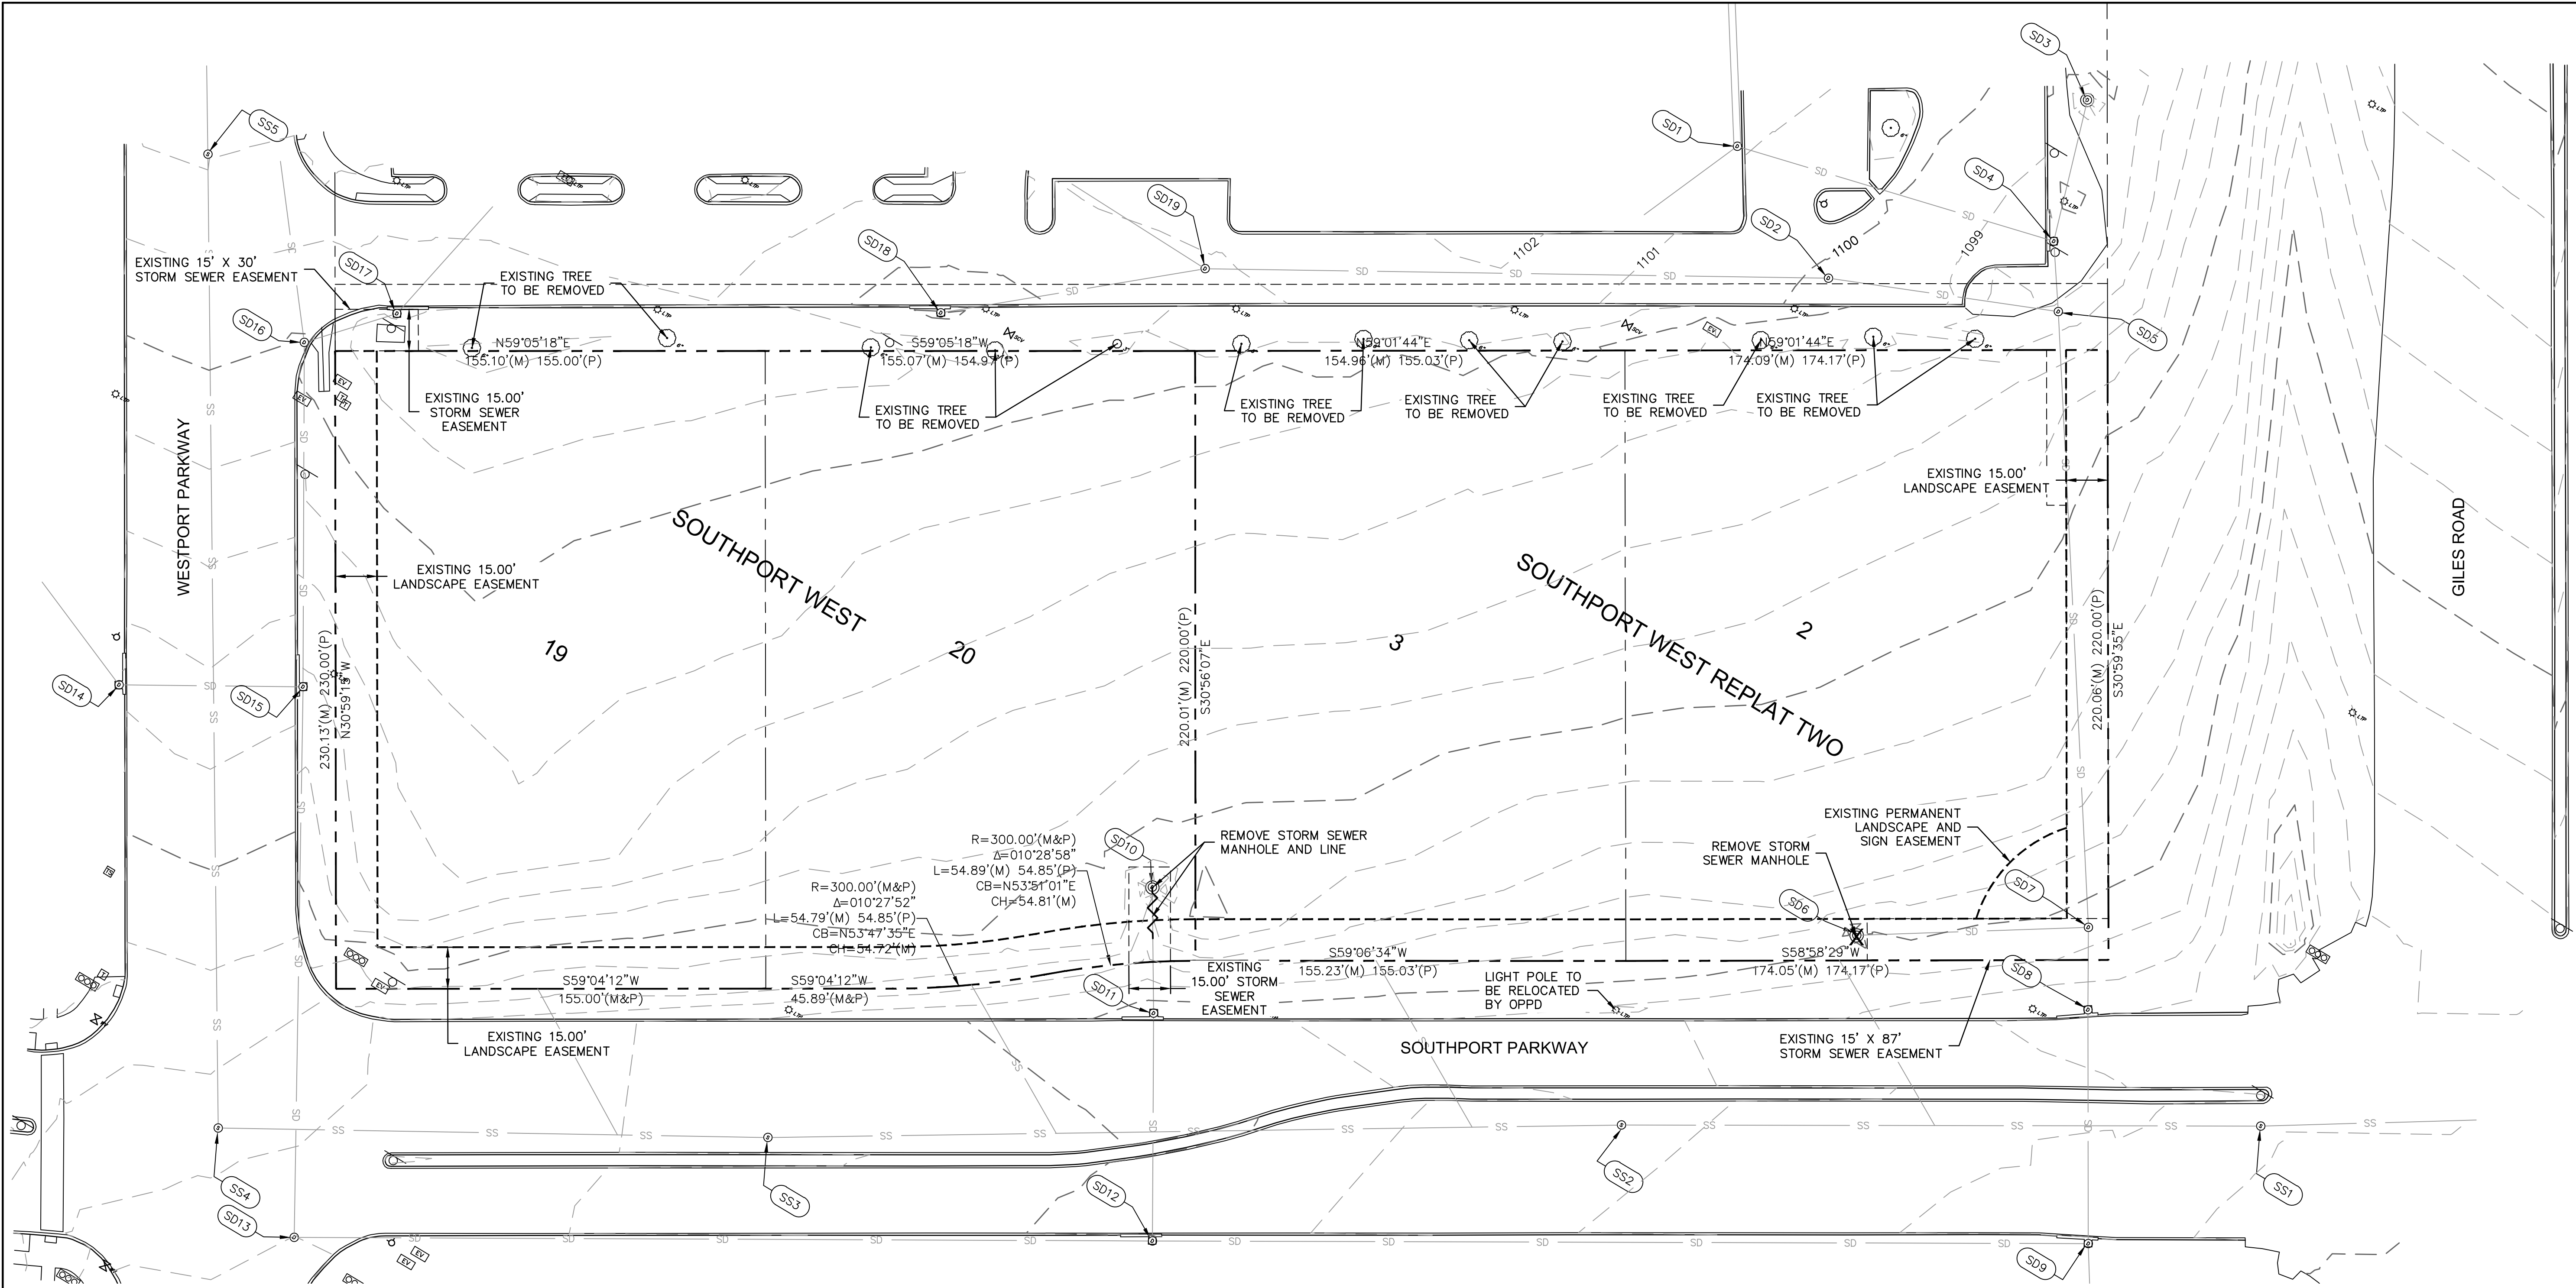 SD3
SS5
SD1
SD4
SD19
SD2
SD18
1102
1101
1100
1099
EXISTING 15' X 30'
STORM SEWER EASEMENT
SD17
EXISTING TREE
TO BE REMOVED
SD16
SD5
N59°05'18"E
155.10'(M) 155.00'(P)
S59°05'18"W
155.07'(M) 154.97'(P)
N59°01'44"E
154.96'(M) 155.03'(P)
N59°01'44"E
174.09'(M) 174.17'(P)
EXISTING 15.00'
STORM SEWER
EASEMENT
EXISTING TREE
TO BE REMOVED
EXISTING TREE
TO BE REMOVED
EXISTING TREE
TO BE REMOVED
EXISTING TREE
TO BE REMOVED
EXISTING TREE
TO BE REMOVED
WESTPORT PARKWAY
EXISTING 15.00'
LANDSCAPE EASEMENT
GILES ROAD
EXISTING 15.00'
LANDSCAPE EASEMENT
SOUTHPORT WEST
SOUTHPORT WEST REPLAT TWO
19
20
3
2
230.13'(M) 230.00'(P)
N30°59'15"W
220.01'(M) 220.00'(P)
S30°56'07"E
220.06'(M) 220.00'(P)
S30°59'35"E
SD14
SD15
EXISTING PERMANENT
LANDSCAPE AND
SIGN EASEMENT
R=300.00'(M&P)
Δ=010°28'58"
L=54.89'(M) 54.85'(P)
CB=N53°51'01"E
CH=54.81'(M)
SD10
REMOVE STORM SEWER
MANHOLE AND LINE
REMOVE STORM
SEWER MANHOLE
R=300.00'(M&P)
Δ=010°27'52"
L=54.79'(M) 54.85'(P)
CB=N53°47'35"E
CH=54.72'(M)
SD7
SD6
S59°04'12"W
155.00'(M&P)
S59°04'12"W
45.89'(M&P)
S59°06'34"W
155.23'(M) 155.03'(P)
S58°58'29"W
174.05'(M) 174.17'(P)
SD8
SD11
EXISTING
15.00' STORM
SEWER
EASEMENT
LIGHT POLE TO
BE RELOCATED
BY OPPD
EXISTING 15.00'
LANDSCAPE EASEMENT
SOUTHPORT PARKWAY
EXISTING 15' X 87'
STORM SEWER EASEMENT
SS4
SS3
SD12
SS2
SS1
SD13
SD9